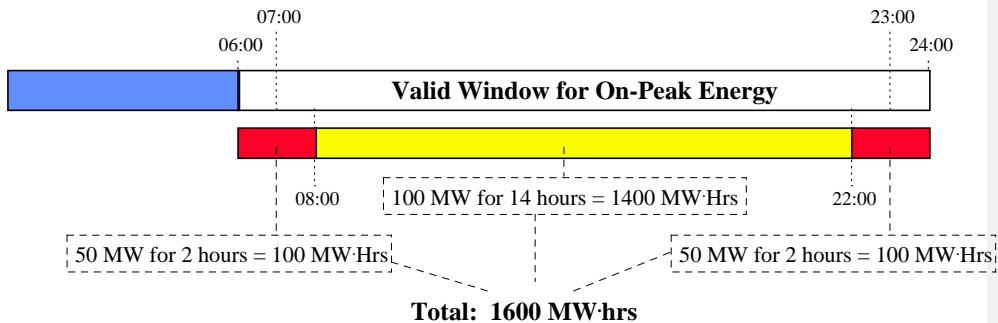 07:00
23:00
06:00
24:00
Valid Window for On-Peak Energy
08:00
100 MW for 14 hours = 1400 MW·Hrs
22:00
50 MW for 2 hours = 100 MW·Hrs
50 MW for 2 hours = 100 MW·Hrs
Total: 1600 MW·hrs